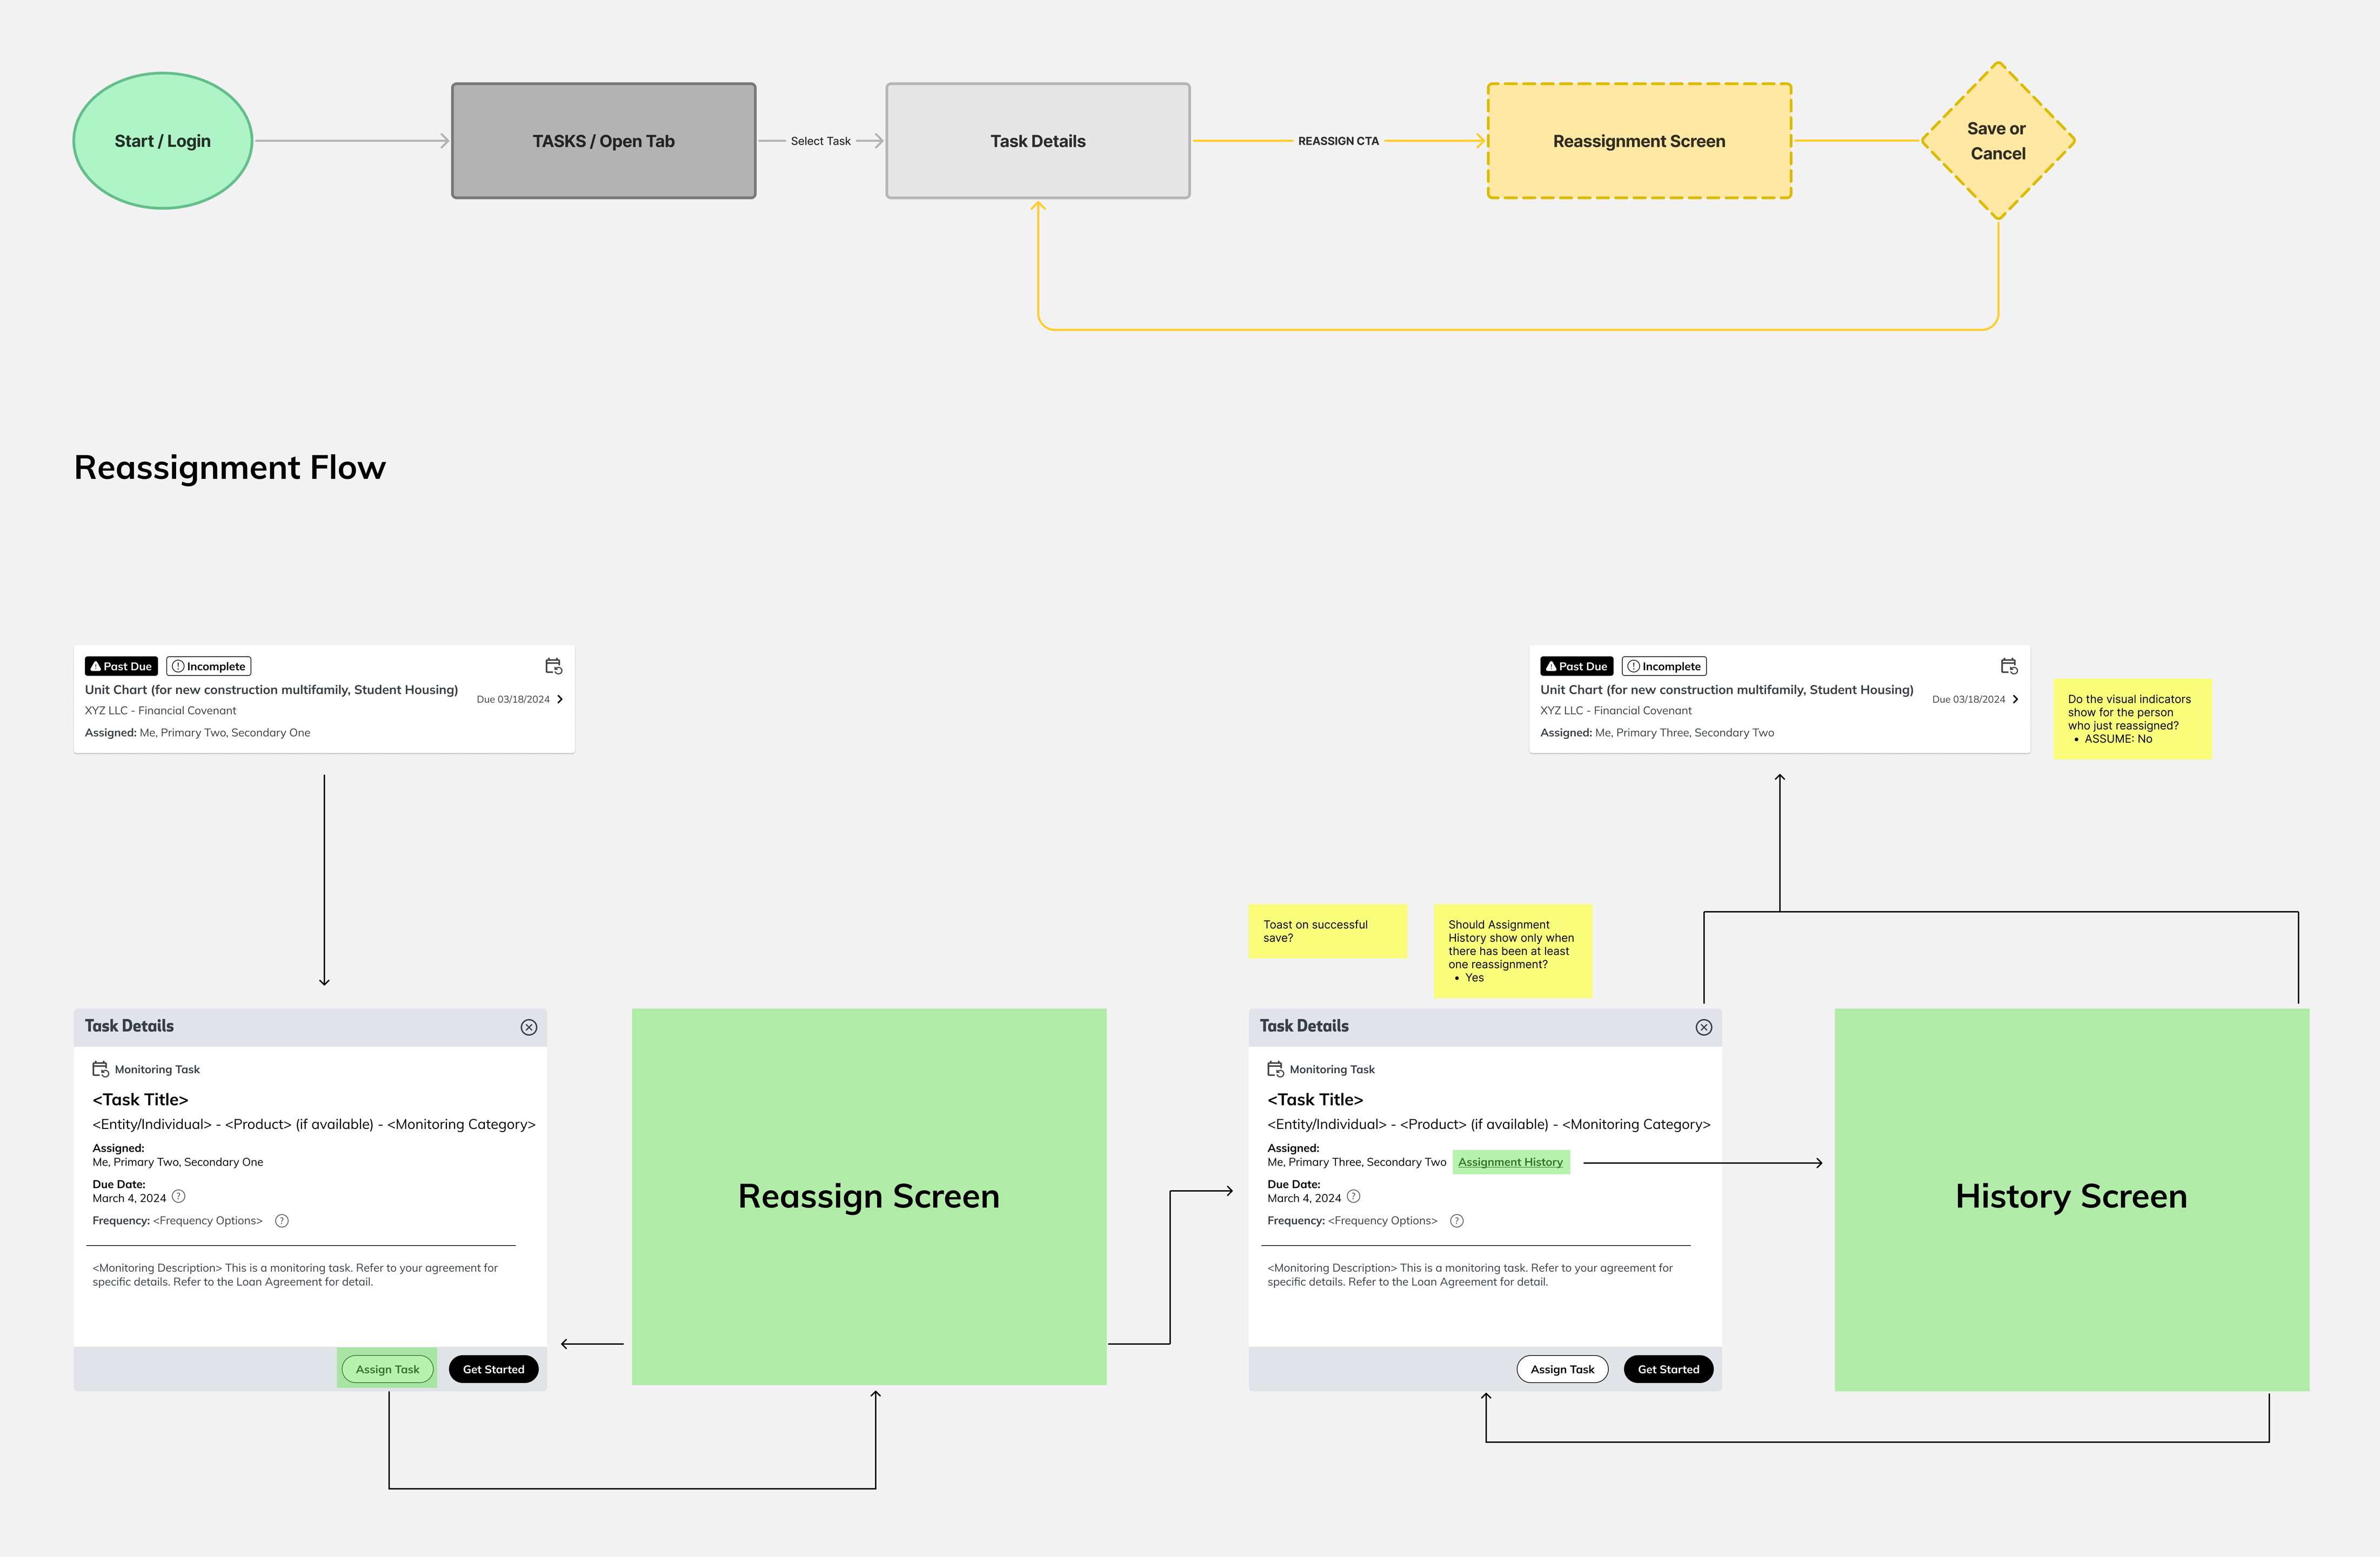 Start / Login
TASKS / Open Tab
Select Task
Task Details
REASSIGN CTA
Reassignment Screen
Save or
Cancel
Reassignment Flow
Past Due
Incomplete
Unit Chart (for new construction multifamily, Student Housing)
Due 03/18/2024
XYZ LLC - Financial Covenant
Assigned: Me, Primary Two, Secondary One
Past Due
Incomplete
Unit Chart (for new construction multifamily, Student Housing)
Due 03/18/2024
XYZ LLC - Financial Covenant
Assigned: Me, Primary Three, Secondary Two
Do the visual indicators
show for the person
who just reassigned?
• ASSUME: No
Toast on successful
save?
Should Assignment
History show only when
there has been at least
one reassignment?
• Yes
Task Details
Monitoring Task
<Task Title>
<Entity/Individual> - <Product> (if available) - <Monitoring Category>
Assigned:
Me, Primary Two, Secondary One
Due Date:
March 4, 2024 ?
Frequency: <Frequency Options> ?
<Monitoring Description> This is a monitoring task. Refer to your agreement for
specific details. Refer to the Loan Agreement for detail.
Assign Task
Get Started
Reassign Screen
Task Details
Monitoring Task
<Task Title>
<Entity/Individual> - <Product> (if available) - <Monitoring Category>
Assigned:
Me, Primary Three, Secondary Two Assignment History
Due Date:
March 4, 2024 ?
Frequency: <Frequency Options> ?
<Monitoring Description> This is a monitoring task. Refer to your agreement for
specific details. Refer to the Loan Agreement for detail.
Assign Task
Get Started
History Screen